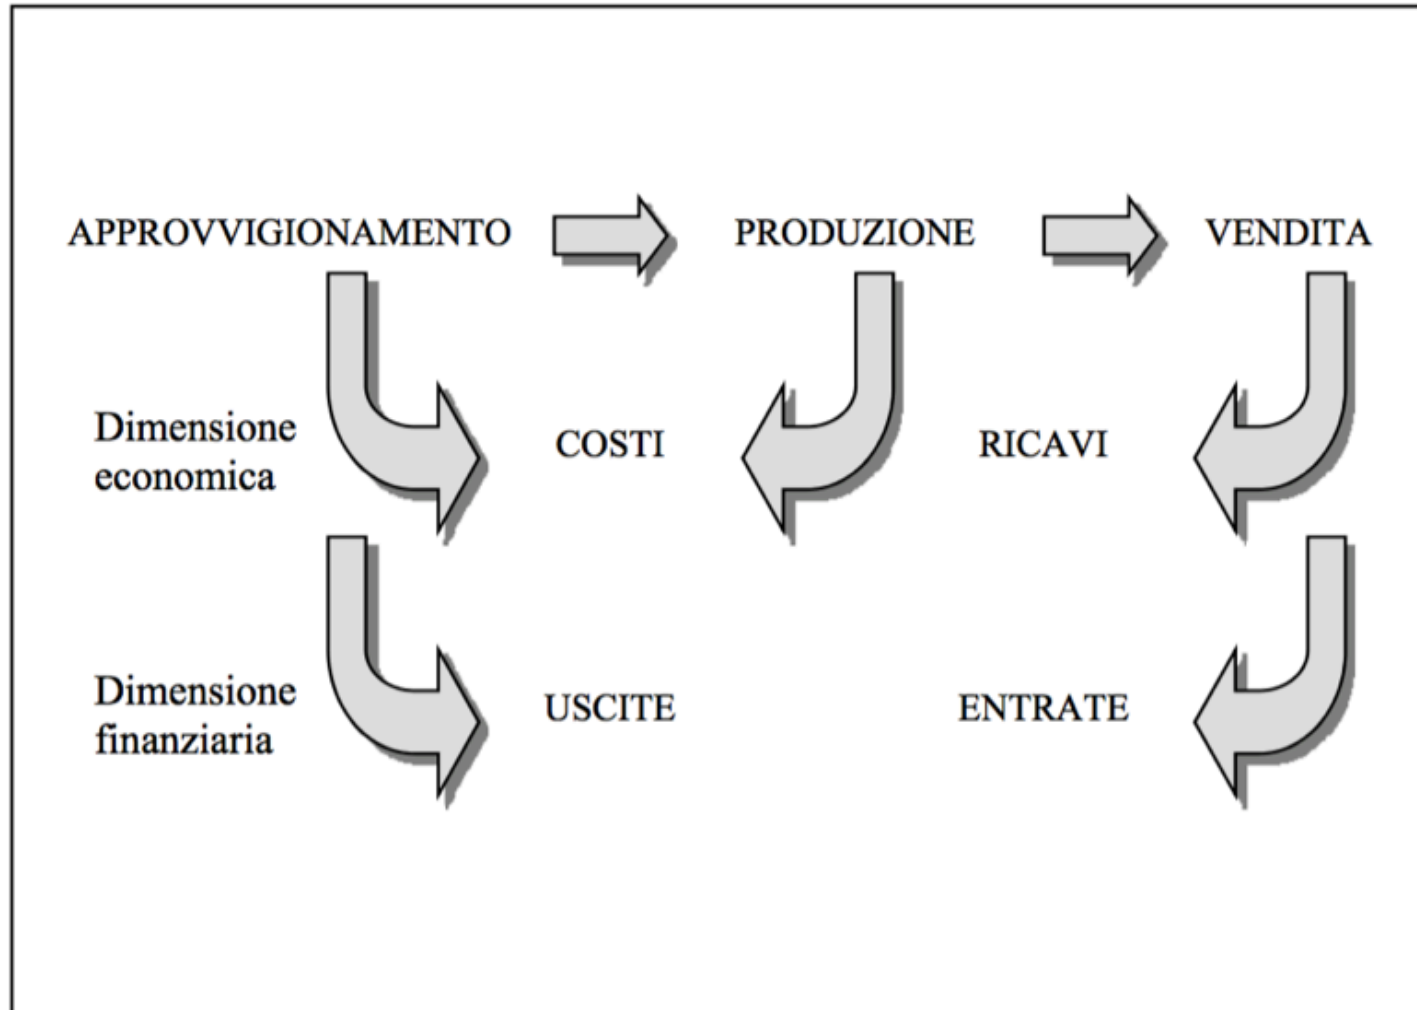 APPROVVIGIONAMENTO
PRODUZIONE
VENDITA
Dimensione
economica
COSTI
RICAVI
Dimensione
finanziaria
USCITE
ENTRATE